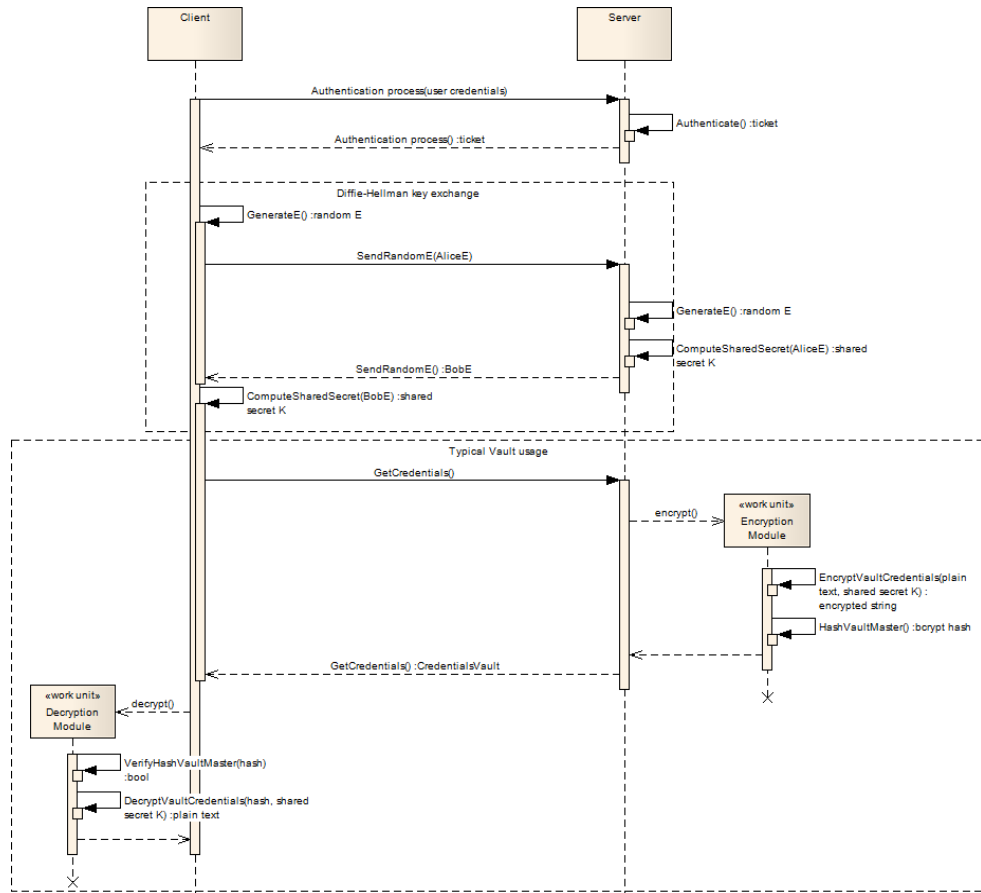 Client
Server
Authentication process(user credentials)
Authenticate() :ticket
Authentication process() :ticket
Diffie-Hellman key exchange
GenerateE() :random E
SendRandomE(AliceE)
GenerateE() :random E
ComputeSharedSecret(AliceE) :shared
secret K
SendRandomE() :BobE
ComputeSharedSecret(BobE) :shared
secret K
Typical Vault usage
GetCredentials()
encrypt()
«work unit»
Encryption
Module
EncryptVaultCredentials(plain
text, shared secret K) :
encrypted string
HashVaultMaster() :bcrypt hash
GetCredentials() :CredentialsVault
«work unit»
Decryption
Module
decrypt()
VerifyHashVaultMaster(hash)
:bool
DecryptVaultCredentials(hash, shared
secret K) :plain text